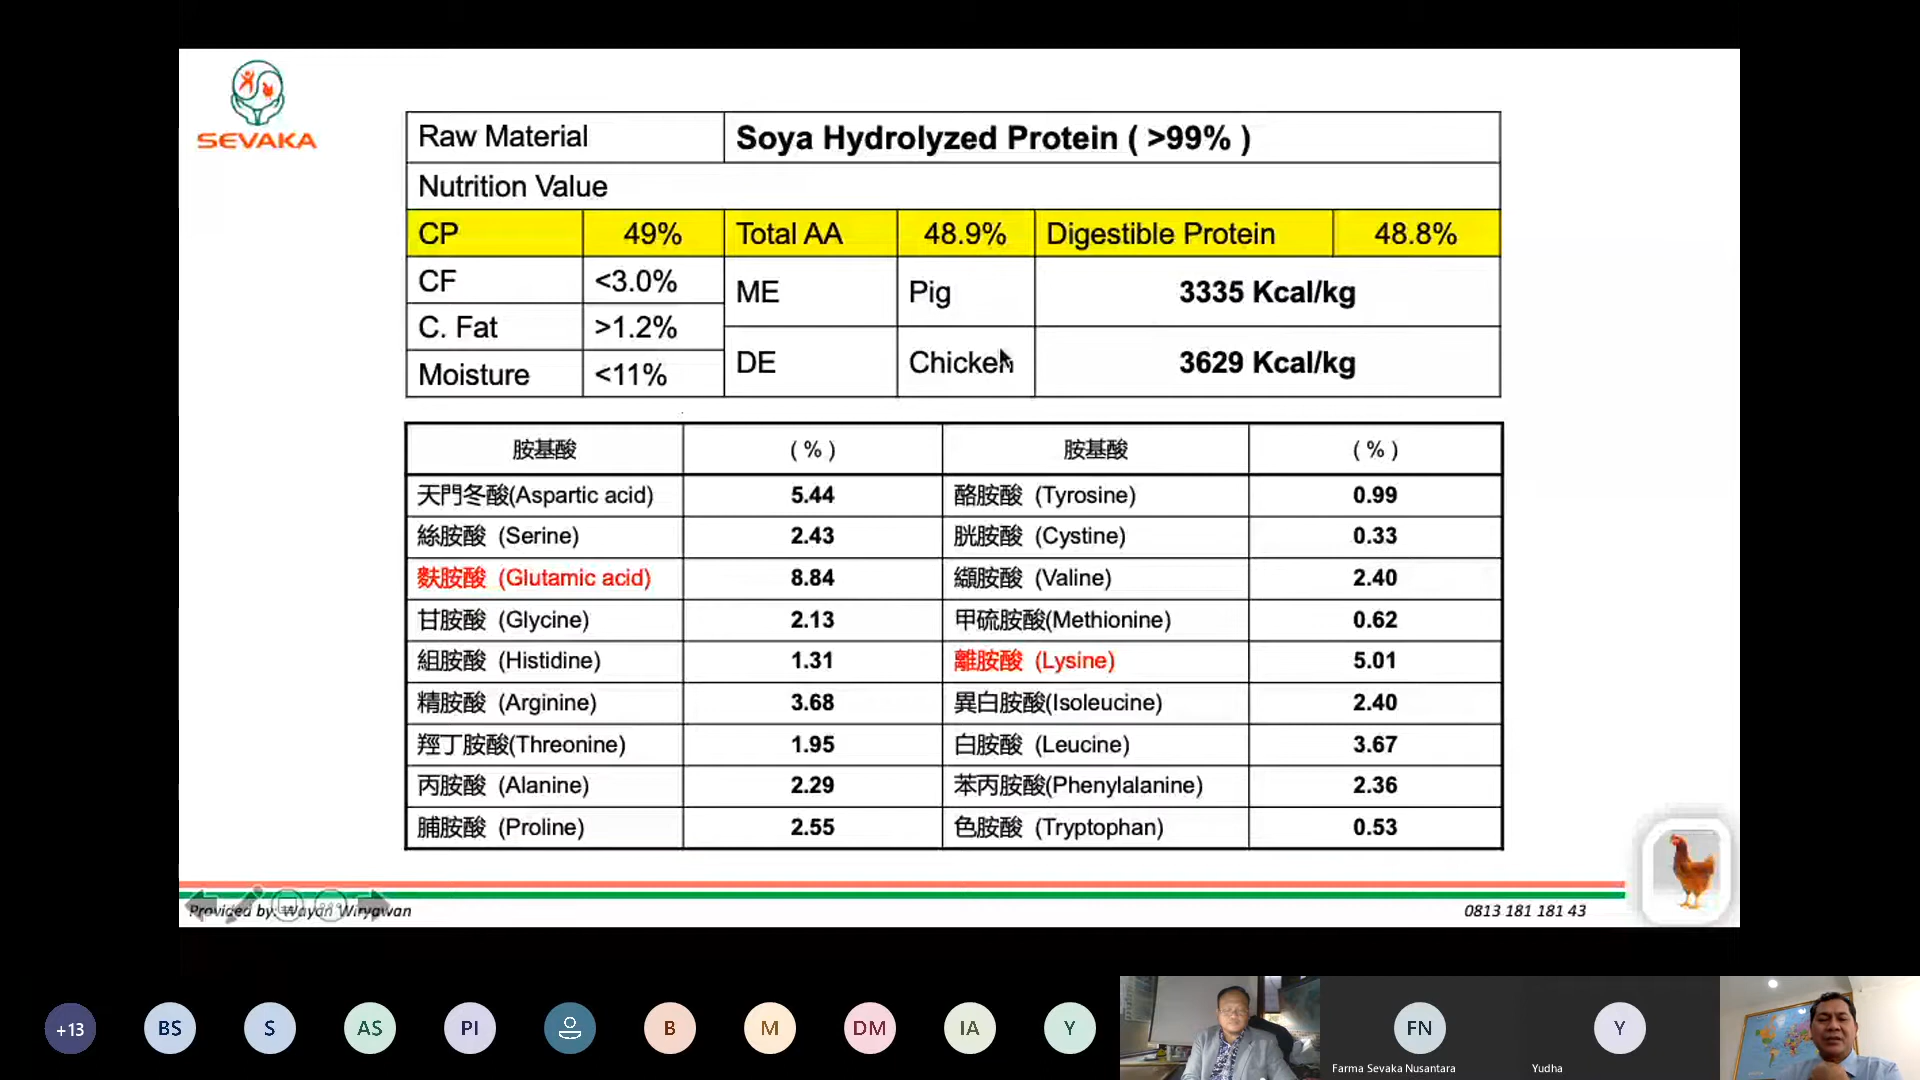 SEVAKA
Raw Material Soya Hydrolyzed Protein ( >99% )
Nutrition Value
CP 49% Total AA 48.9% Digestible Protein 48.8%
CF <3.0% ME Pig 3335 Kcal/kg
C. Fat >1.2%
Moisture <11% DE Chicken 3629 Kcal/kg
胺基酸 ( % ) 胺基酸 ( % )
天門冬酸(Aspartic acid) 5.44 酪胺酸 (Tyrosine) 0.99
絲胺酸 (Serine) 2.43 胱胺酸 (Cystine) 0.33
麩胺酸 (Glutamic acid) 8.84 纈胺酸 (Valine) 2.40
甘胺酸 (Glycine) 2.13 甲硫胺酸(Methionine) 0.62
組胺酸 (Histidine) 1.31 離胺酸 (Lysine) 5.01
精胺酸 (Arginine) 3.68 異白胺酸(Isoleucine) 2.40
羥丁胺酸(Threonine) 1.95 白胺酸 (Leucine) 3.67
丙胺酸 (Alanine) 2.29 苯丙胺酸(Phenylalanine) 2.36
脯胺酸 (Proline) 2.55 色胺酸 (Tryptophan) 0.53
Provided by: Wayan Wiryawan 0813 181 181 43
+13 BS S AS PI B M DM IA Y FN Y
Farma Sevaka Nusantara Yudha